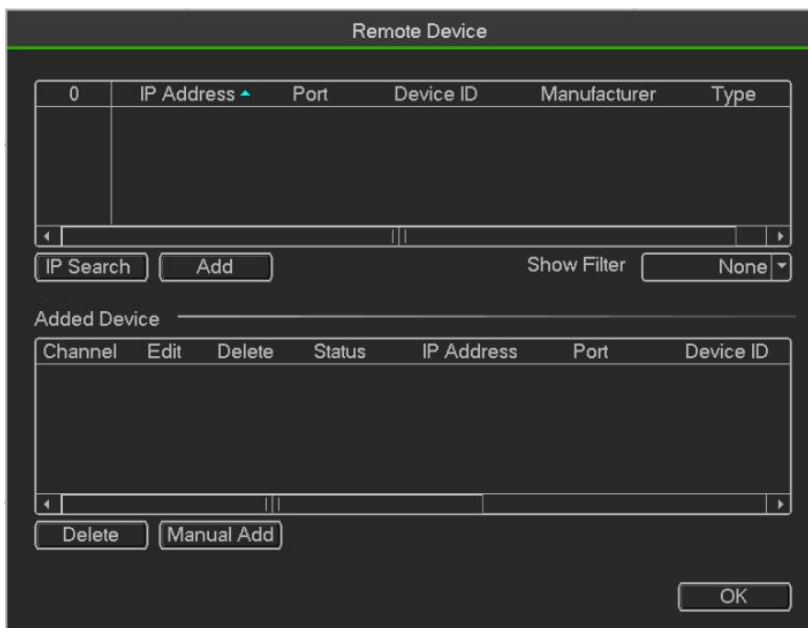 Remote Device
0 IP Address Port Device ID Manufacturer Type
IP Search Add Show Filter None
Added Device
Channel Edit Delete Status IP Address Port Device ID
Delete Manual Add
OK